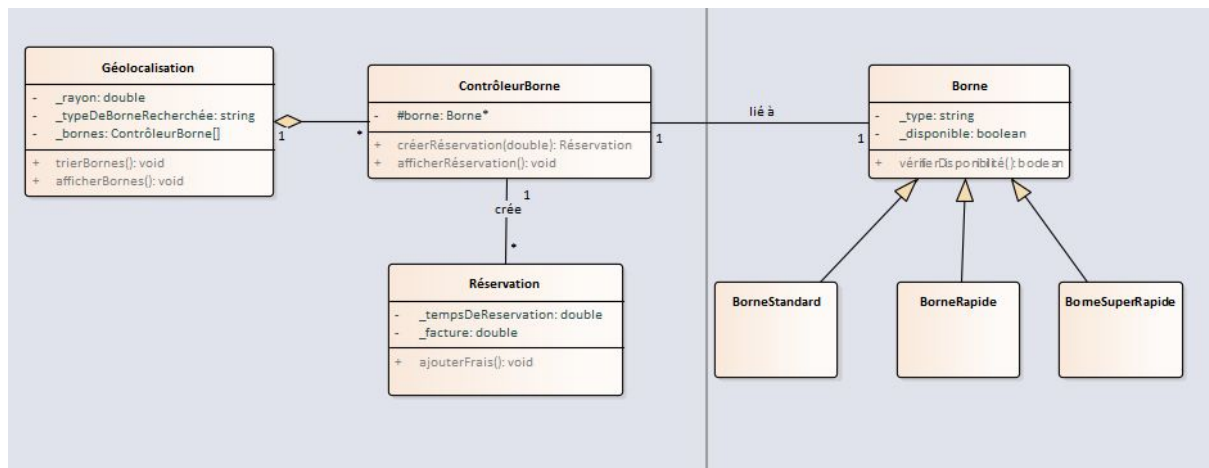 Géolocalisation
- _rayon: double
- _typeDeBorneRecherchée: string
- _bornes: ContrôleurBorne[]
+ trierBornes(): void
+ afficherBornes(): void
1
*
ContrôleurBorne
- #borne: Borne*
+ créerRéservation(double): Réservation
+ afficherRéservation(): void
1
lié à
1
Borne
- _type: string
- _disponible: boolean
+ vérifierDisponibilité(): boolean
1
crée
*
Réservation
- _tempsDeReservation: double
- _facture: double
+ ajouterFrais(): void
BorneStandard
BorneRapide
BorneSuperRapide